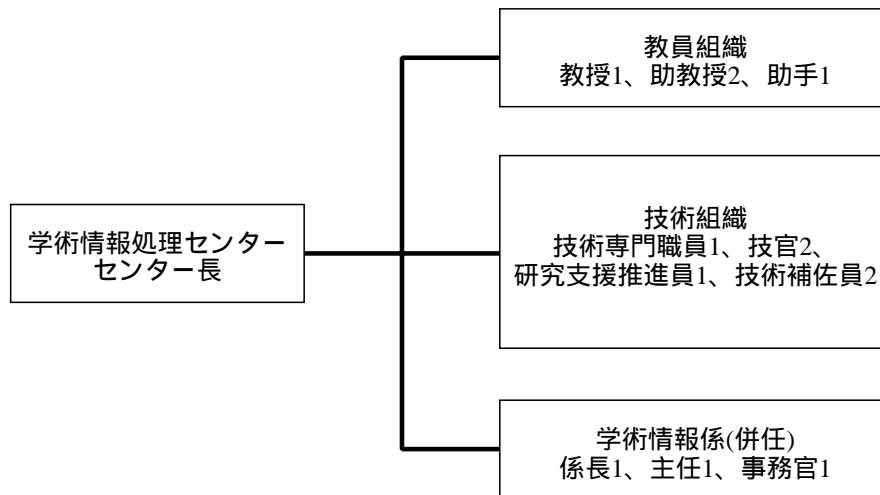 教員組織
教授1、助教授2、助手1
学術情報処理センター
センター長
技術組織
技術専門職員1、技官2、
研究支援推進員1、技術補佐員2
学術情報係(併任)
係長1、主任1、事務官1